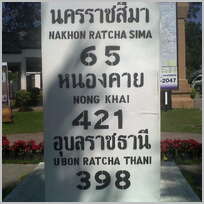 นครราชสีมา
NAKHON RATCHA SIMA
65
หนองคาย
NONG KHAI
421
อุบลราชธานี
UBON RATCHA THANI
398
-2047